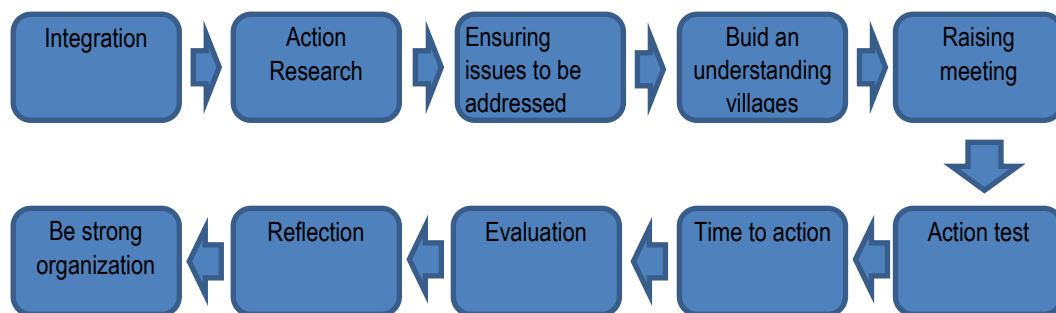 Integration
Action
Research
Ensuring
issues to be
addressed
Buid an
understanding
villages
Raising
meeting
Be strong
organization
Reflection
Evaluation
Time to action
Action test